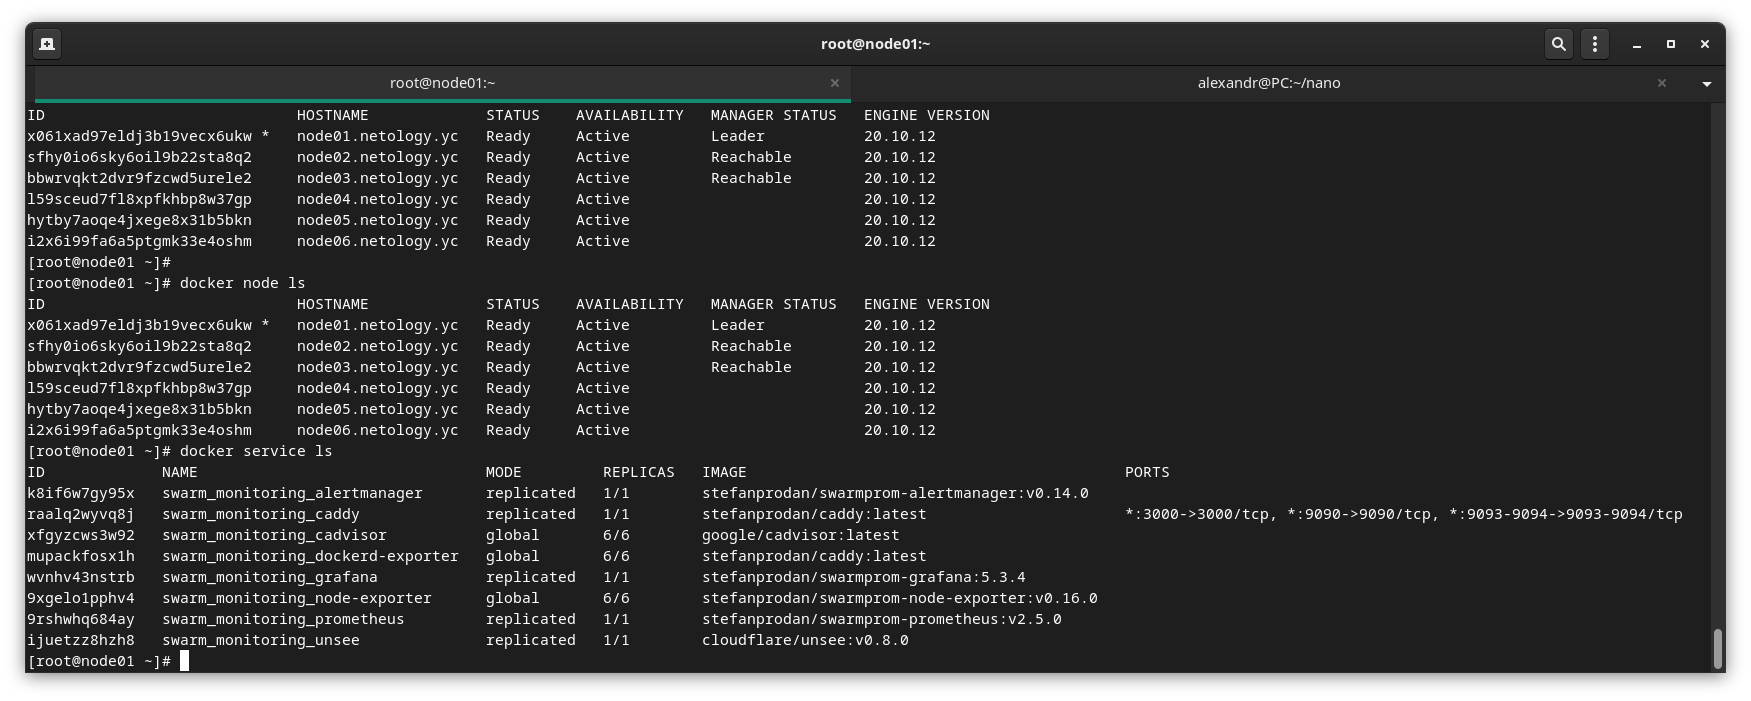 root@node01:~
root@node01:~ alexandr@PC:~/nano
ID HOSTNAME STATUS AVAILABILITY MANAGER STATUS ENGINE VERSION
x061xad97eldj3b19vecx6ukw * node01.netology.yc Ready Active Leader 20.10.12
sfhy0io6sky6oil9b22sta8q2 node02.netology.yc Ready Active Reachable 20.10.12
bbwrvqkt2dvr9fzcwd5urele2 node03.netology.yc Ready Active Reachable 20.10.12
l59sceud7fl8xpfkhbp8w37gp node04.netology.yc Ready Active 20.10.12
hytby7aoqe4jxege8x31b5bkn node05.netology.yc Ready Active 20.10.12
i2x6i99fa6a5ptgmk33e4oshm node06.netology.yc Ready Active 20.10.12
[root@node01 ~]#
[root@node01 ~]# docker node ls
ID HOSTNAME STATUS AVAILABILITY MANAGER STATUS ENGINE VERSION
x061xad97eldj3b19vecx6ukw * node01.netology.yc Ready Active Leader 20.10.12
sfhy0io6sky6oil9b22sta8q2 node02.netology.yc Ready Active Reachable 20.10.12
bbwrvqkt2dvr9fzcwd5urele2 node03.netology.yc Ready Active Reachable 20.10.12
l59sceud7fl8xpfkhbp8w37gp node04.netology.yc Ready Active 20.10.12
hytby7aoqe4jxege8x31b5bkn node05.netology.yc Ready Active 20.10.12
i2x6i99fa6a5ptgmk33e4oshm node06.netology.yc Ready Active 20.10.12
[root@node01 ~]# docker service ls
ID NAME MODE REPLICAS IMAGE PORTS
k8if6w7gy95x swarm_monitoring_alertmanager replicated 1/1 stefanprodan/swarmprom-alertmanager:v0.14.0
raalq2wyvq8j swarm_monitoring_caddy replicated 1/1 stefanprodan/caddy:latest *:3000->3000/tcp, *:9090->9090/tcp, *:9093-9094->9093-9094/tcp
xfgyzcws3w92 swarm_monitoring_cadvisor global 6/6 google/cadvisor:latest
mupackfosx1h swarm_monitoring_dockerd-exporter global 6/6 stefanprodan/caddy:latest
wvnhv43nstrb swarm_monitoring_grafana replicated 1/1 stefanprodan/swarmprom-grafana:5.3.4
9xgelo1pphv4 swarm_monitoring_node-exporter global 6/6 stefanprodan/swarmprom-node-exporter:v0.16.0
9rshwhq684ay swarm_monitoring_prometheus replicated 1/1 stefanprodan/swarmprom-prometheus:v2.5.0
ijuetzz8hzh8 swarm_monitoring_unsee replicated 1/1 cloudflare/unsee:v0.8.0
[root@node01 ~]#